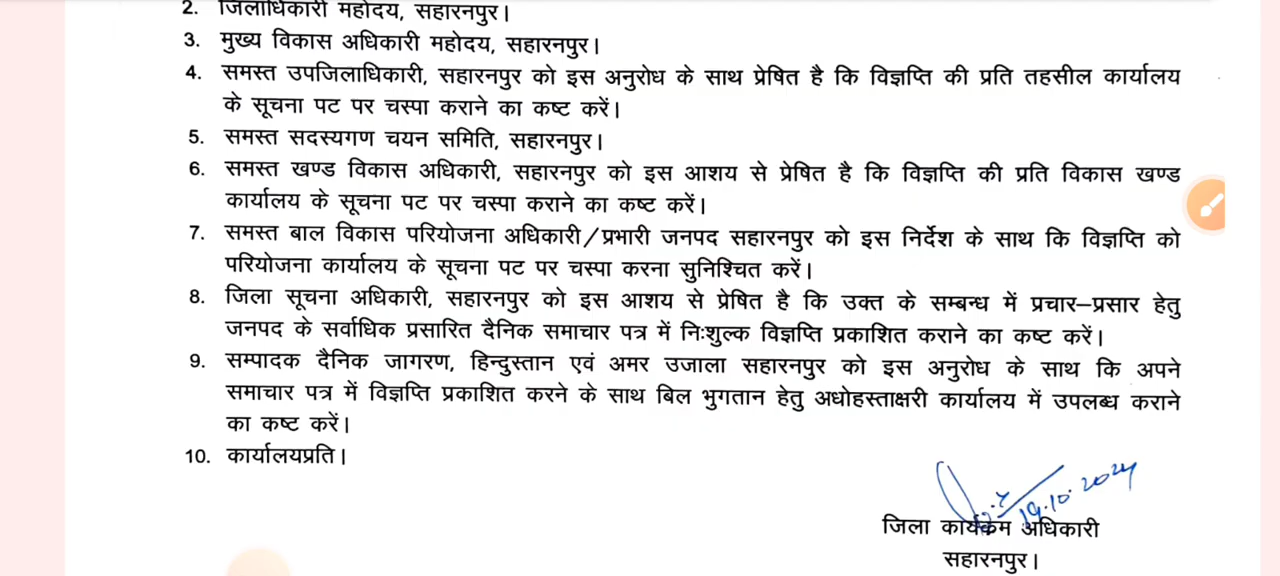 2. जिलाधिकारी महोदय, सहारनपुर।
3. मुख्य विकास अधिकारी महोदय, सहारनपुर।
4. समस्त उपजिलाधिकारी, सहारनपुर को इस अनुरोध के साथ प्रेषित है कि विज्ञप्ति की प्रति तहसील कार्यालय
के सूचना पट पर चस्पा कराने का कष्ट करें।
5. समस्त सदस्यगण चयन समिति, सहारनपुर।
6. समस्त खण्ड विकास अधिकारी, सहारनपुर को इस आशय से प्रेषित है कि विज्ञप्ति की प्रति विकास खण्ड
कार्यालय के सूचना पट पर चस्पा कराने का कष्ट करें।
7. समस्त बाल विकास परियोजना अधिकारी/प्रभारी जनपद सहारनपुर को इस निर्देश के साथ कि विज्ञप्ति को
परियोजना कार्यालय के सूचना पट पर चस्पा करना सुनिश्चित करें।
8. जिला सूचना अधिकारी, सहारनपुर को इस आशय से प्रेषित है कि उक्त के सम्बन्ध में प्रचार–प्रसार हेतु
जनपद के सर्वाधिक प्रसारित दैनिक समाचार पत्र में निःशुल्क विज्ञप्ति प्रकाशित कराने का कष्ट करें।
9. सम्पादक दैनिक जागरण, हिन्दुस्तान एवं अमर उजाला सहारनपुर को इस अनुरोध के साथ कि अपने
समाचार पत्र में विज्ञप्ति प्रकाशित करने के साथ बिल भुगतान हेतु अधोहस्ताक्षरी कार्यालय में उपलब्ध कराने
का कष्ट करें।
10. कार्यालयप्रति।
19.10.2024
जिला कार्यक्रम अधिकारी
सहारनपुर।